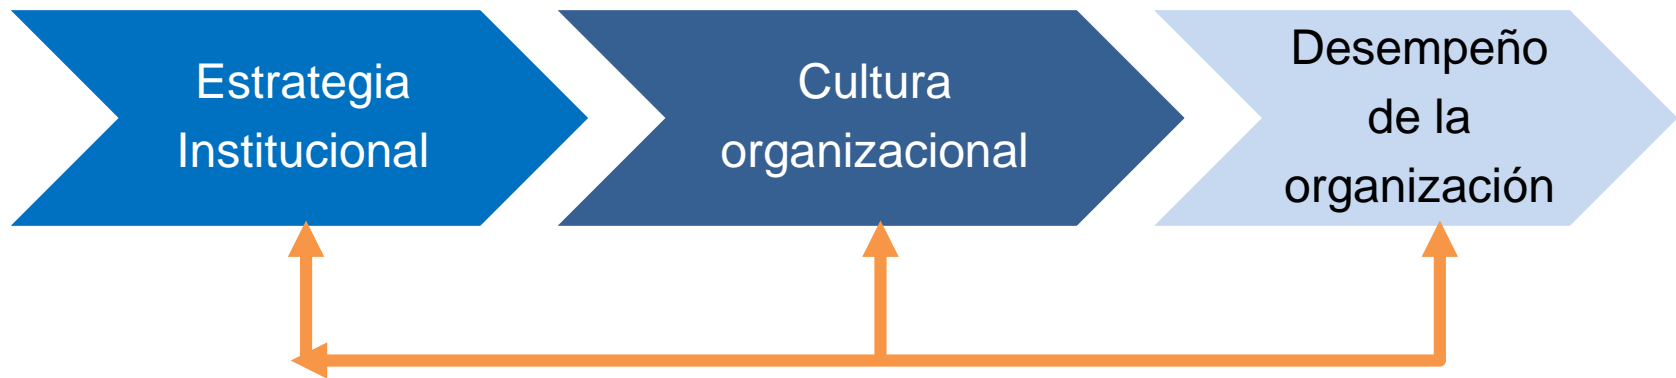 Estrategia
Institucional
Cultura
organizacional
Desempeño
de la
organización